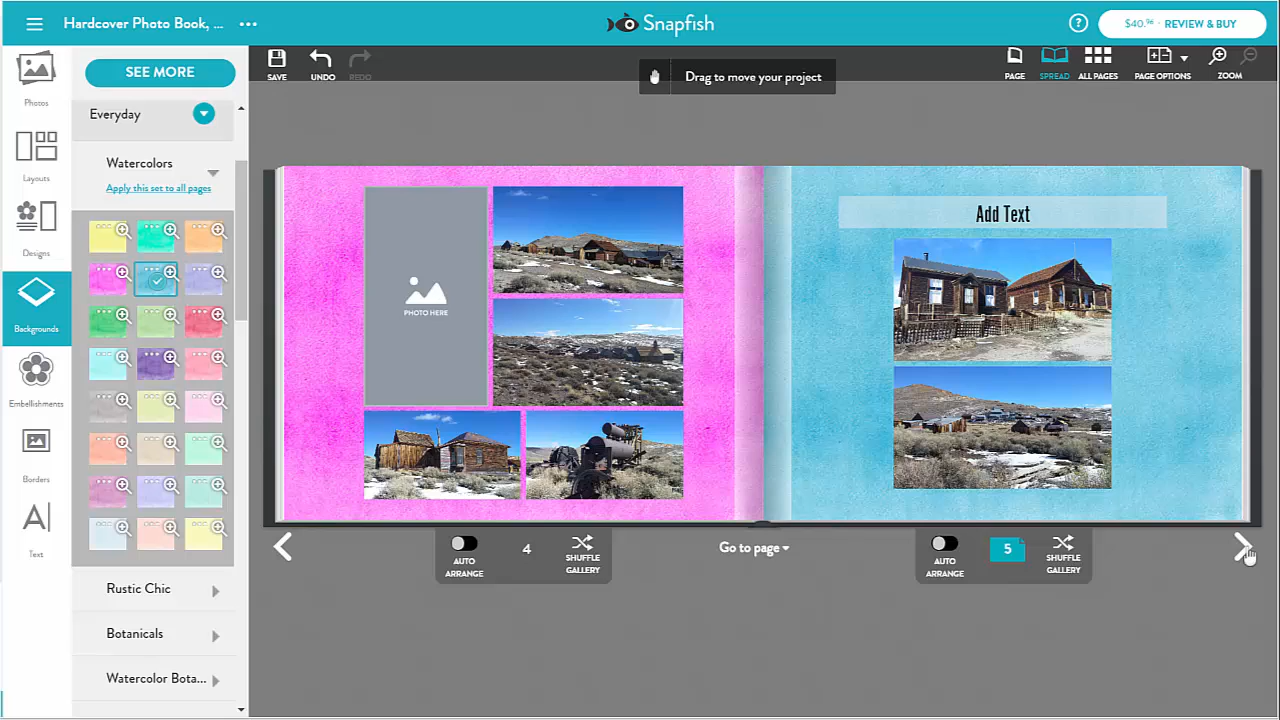 Hardcover Photo Book, ...
Snapfish
$40.96 · REVIEW & BUY
Photos
Layouts
Designs
Backgrounds
Embellishments
Borders
Text
SEE MORE
Everyday
Watercolors
Apply this set to all pages
Rustic Chic
Botanicals
Watercolor Bota...
SAVE
UNDO
REDO
Drag to move your project
PAGE
SPREAD
ALL PAGES
PAGE OPTIONS
ZOOM
PHOTO HERE
Add Text
AUTO ARRANGE
4
SHUFFLE GALLERY
Go to page
AUTO ARRANGE
5
SHUFFLE GALLERY